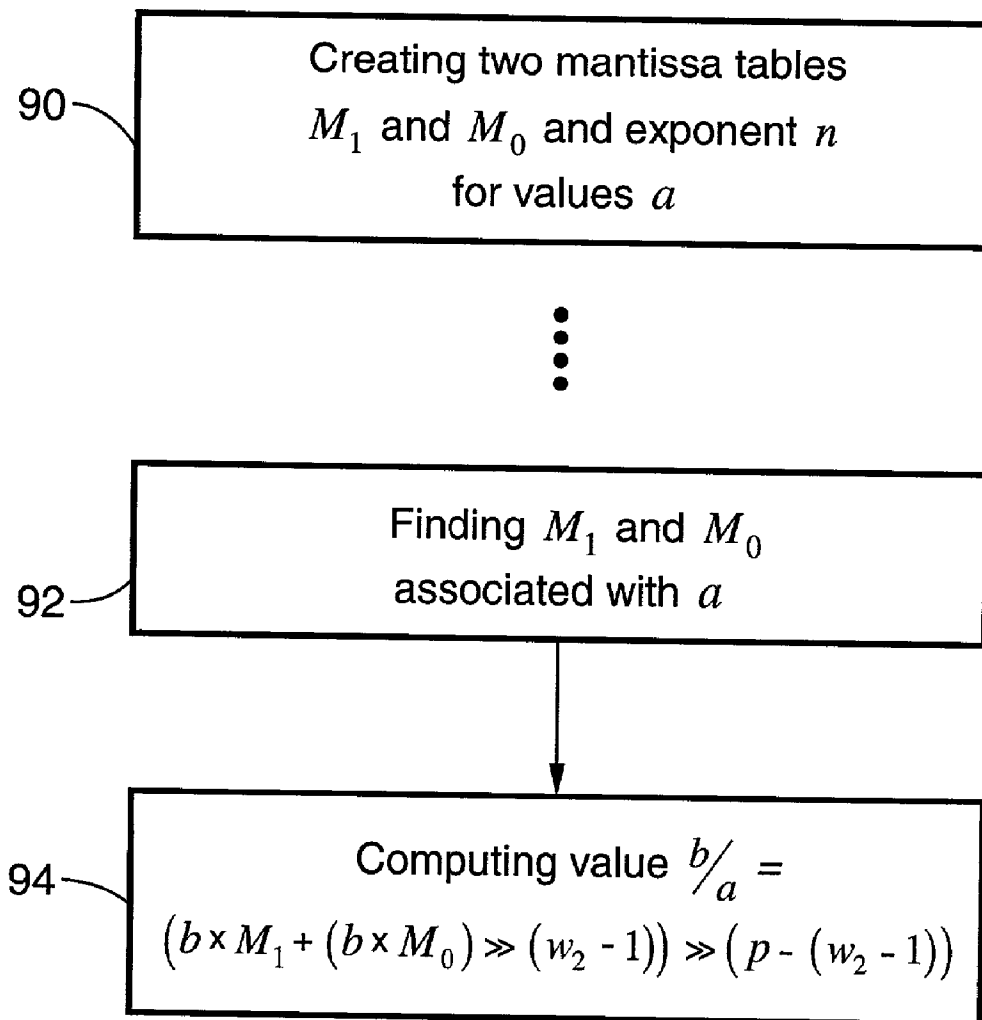 90
Creating two mantissa tables
M₁ and M₀ and exponent n
for values a
92
Finding M₁ and M₀
associated with a
94
Computing value b/a =
(b × M₁ + (b × M₀) ≫ (w₂ - 1)) ≫ (p - (w₂ - 1))